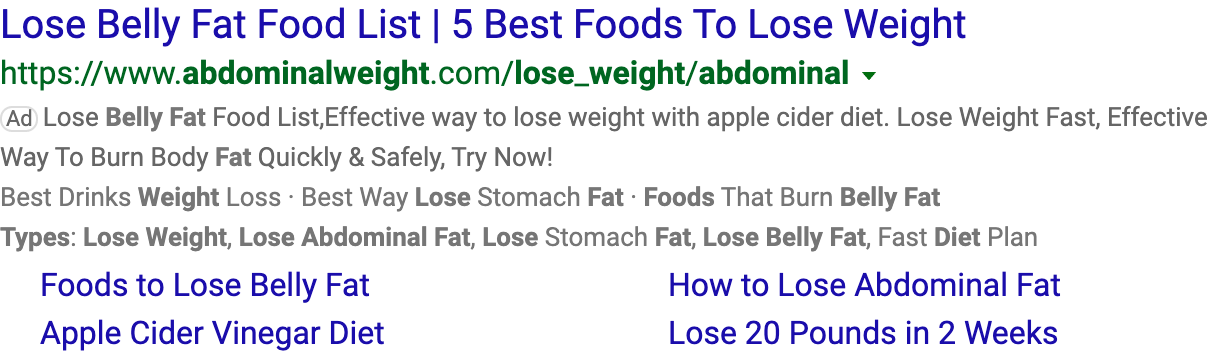 Lose Belly Fat Food List | 5 Best Foods To Lose Weight
https://www.abdominalweight.com/lose_weight/abdominal
Ad Lose Belly Fat Food List,Effective way to lose weight with apple cider diet. Lose Weight Fast, Effective
Way To Burn Body Fat Quickly & Safely, Try Now!
Best Drinks Weight Loss · Best Way Lose Stomach Fat · Foods That Burn Belly Fat
Types: Lose Weight, Lose Abdominal Fat, Lose Stomach Fat, Lose Belly Fat, Fast Diet Plan
Foods to Lose Belly Fat
How to Lose Abdominal Fat
Apple Cider Vinegar Diet
Lose 20 Pounds in 2 Weeks